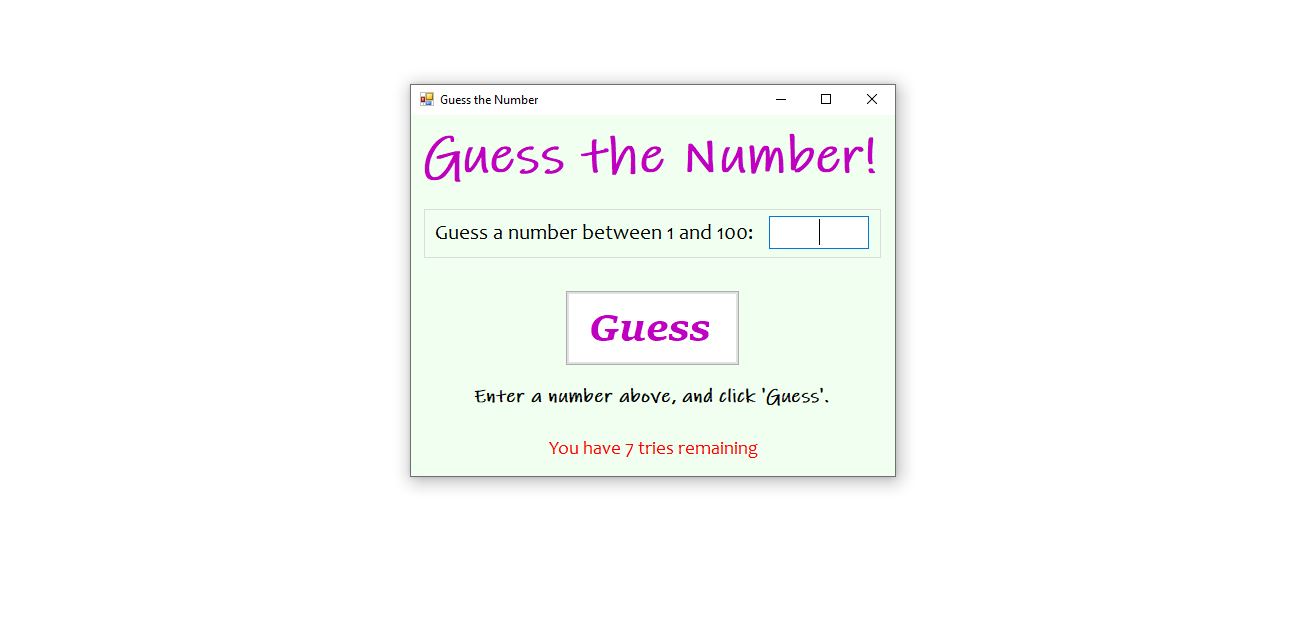 Guess the Number
Guess the Number!
Guess a number between 1 and 100:
Guess
Enter a number above, and click 'Guess'.
You have 7 tries remaining